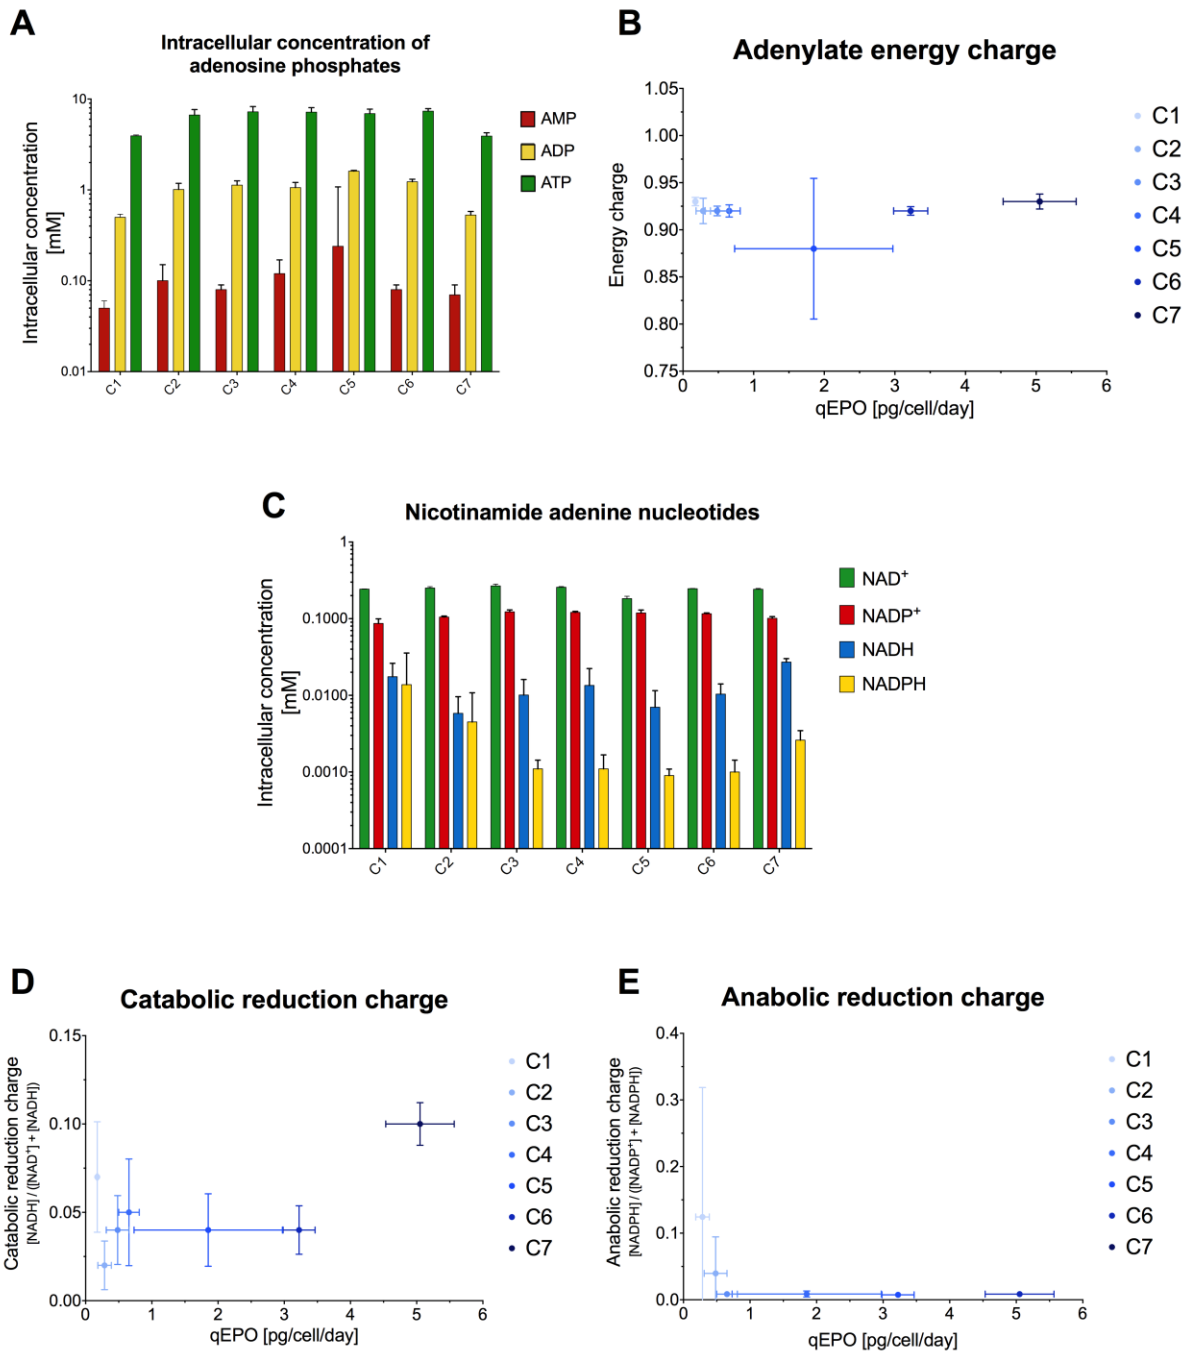 A
Intracellular concentration of
adenosine phosphates
Intracellular concentration
[mM]
10
1
0.10
0.01
C1 C2 C3 C4 C5 C6 C7
AMP
ADP
ATP
B
Adenylate energy charge
Energy charge
1.05
1.00
0.95
0.90
0.85
0.80
0.75
0 1 2 3 4 5 6
qEPO [pg/cell/day]
C1
C2
C3
C4
C5
C6
C7
C
Nicotinamide adenine nucleotides
Intracellular concentration
[mM]
1
0.1000
0.0100
0.0010
0.0001
C1 C2 C3 C4 C5 C6 C7
NAD⁺
NADP⁺
NADH
NADPH
D
Catabolic reduction charge
Catabolic reduction charge
[NADH] / ([NAD⁺] + [NADH])
0.15
0.10
0.05
0.00
0 1 2 3 4 5 6
qEPO [pg/cell/day]
C1
C2
C3
C4
C5
C6
C7
E
Anabolic reduction charge
Anabolic reduction charge
[NADPH] / ([NADP⁺] + [NADPH])
0.4
0.3
0.2
0.1
0.0
0 1 2 3 4 5 6
qEPO [pg/cell/day]
C1
C2
C3
C4
C5
C6
C7